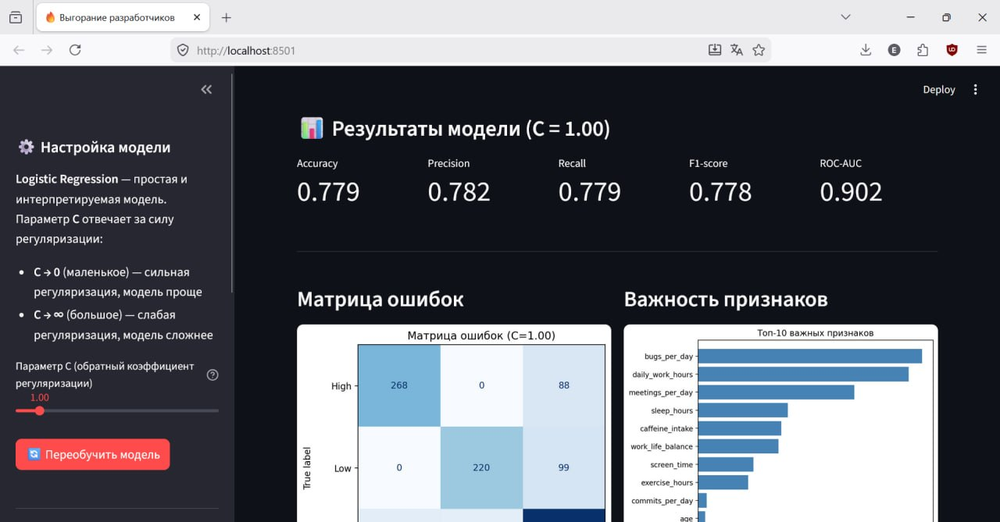 Выгорание разработчиков
http://localhost:8501
E
Deploy
Настройка модели
Logistic Regression — простая и
интерпретируемая модель.
Параметр C отвечает за силу
регуляризации:
C → 0 (маленькое) — сильная
регуляризация, модель проще
C → ∞ (большое) — слабая
регуляризация, модель сложнее
Параметр C (обратный коэффициент
регуляризации)
1.00
Переобучить модель
Результаты модели (C = 1.00)
Accuracy Precision Recall F1-score ROC-AUC
0.779 0.782 0.779 0.778 0.902
Матрица ошибок
Матрица ошибок (C=1.00)
High 268 0 88
Low 0 220 99
True label
Важность признаков
Топ-10 важных признаков
bugs_per_day
daily_work_hours
meetings_per_day
sleep_hours
caffeine_intake
work_life_balance
screen_time
exercise_hours
commits_per_day
age